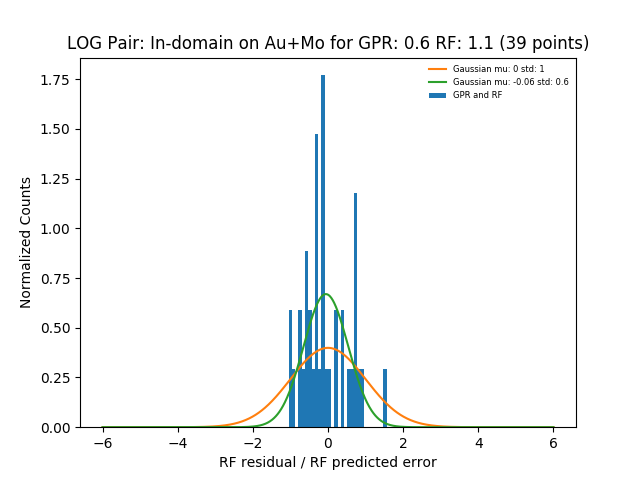 LOG Pair: In-domain on Au+Mo for GPR: 0.6 RF: 1.1 (39 points)
Gaussian mu: 0 std: 1
Gaussian mu: -0.06 std: 0.6
GPR and RF
Normalized Counts
1.75
1.50
1.25
1.00
0.75
0.50
0.25
0.00
−6 −4 −2 0 2 4 6
RF residual / RF predicted error